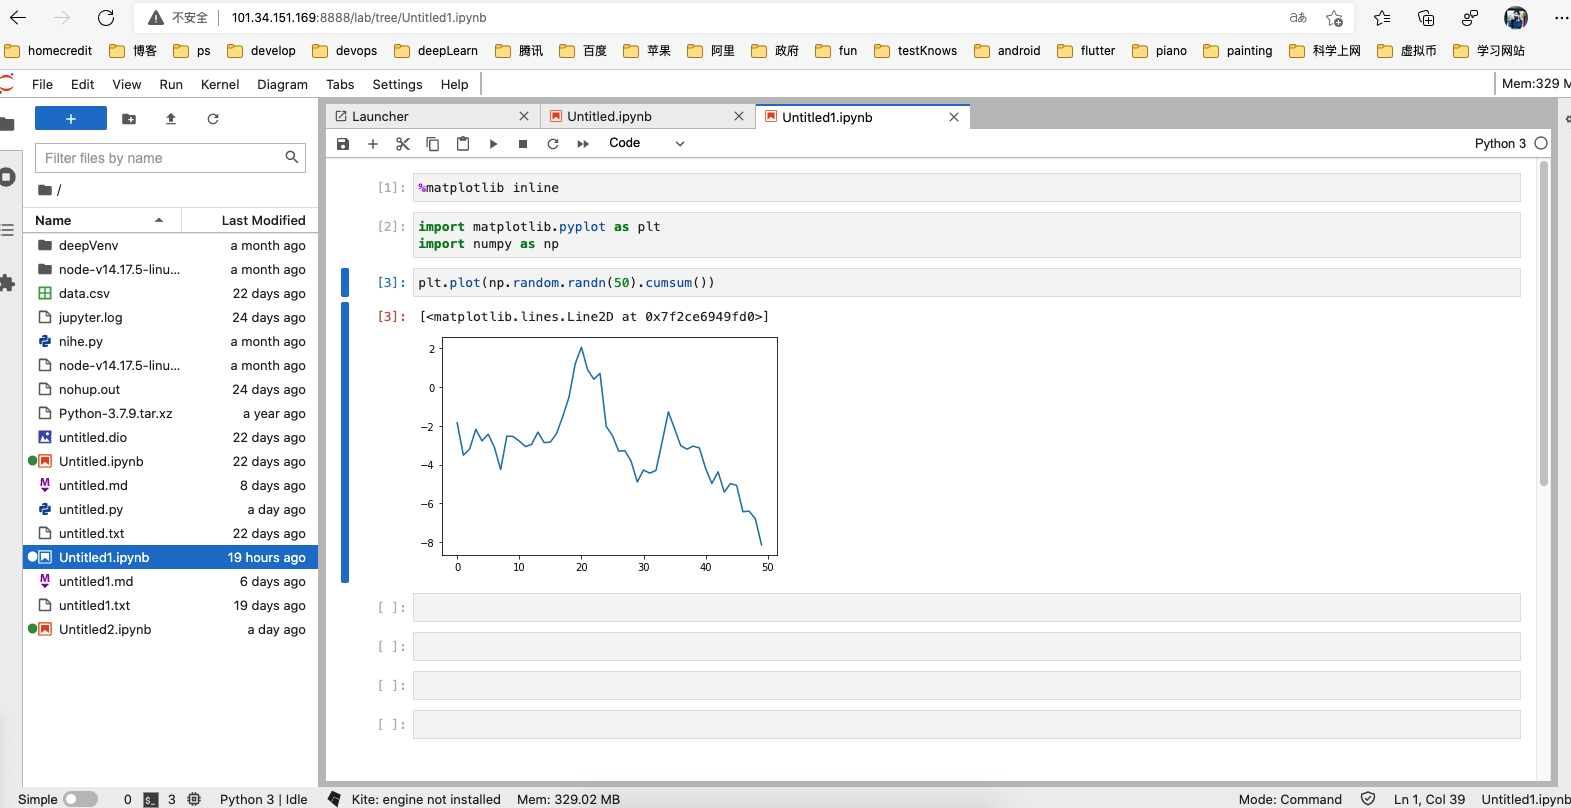 不安全 101.34.151.169:8888/lab/tree/Untitled1.ipynb aあ
homecredit 博客 ps develop devops deepLearn 腾讯 百度 苹果 阿里 政府 fun testKnows android flutter piano painting 科学上网 虚拟币 学习网站
File Edit View Run Kernel Diagram Tabs Settings Help Mem:329 M
Launcher Untitled.ipynb Untitled1.ipynb
Code Python 3
Filter files by name
/
Name Last Modified
deepVenv a month ago
node-v14.17.5-linu... a month ago
data.csv 22 days ago
jupyter.log 24 days ago
nihe.py a month ago
node-v14.17.5-linu... a month ago
nohup.out 24 days ago
Python-3.7.9.tar.xz a year ago
untitled.dio 22 days ago
Untitled.ipynb 22 days ago
untitled.md 8 days ago
untitled.py a day ago
untitled.txt 22 days ago
Untitled1.ipynb 19 hours ago
untitled1.md 6 days ago
untitled1.txt 19 days ago
Untitled2.ipynb a day ago
[1]: %matplotlib inline
[2]: import matplotlib.pyplot as plt
import numpy as np
[3]: plt.plot(np.random.randn(50).cumsum())
[3]: [<matplotlib.lines.Line2D at 0x7f2ce6949fd0>]
2
0
−2
−4
−6
−8
0 10 20 30 40 50
[ ]:
[ ]:
[ ]:
[ ]:
Simple 0 $_ 3 Python 3 | Idle Kite: engine not installed Mem: 329.02 MB Mode: Command Ln 1, Col 39 Untitled1.ipynb